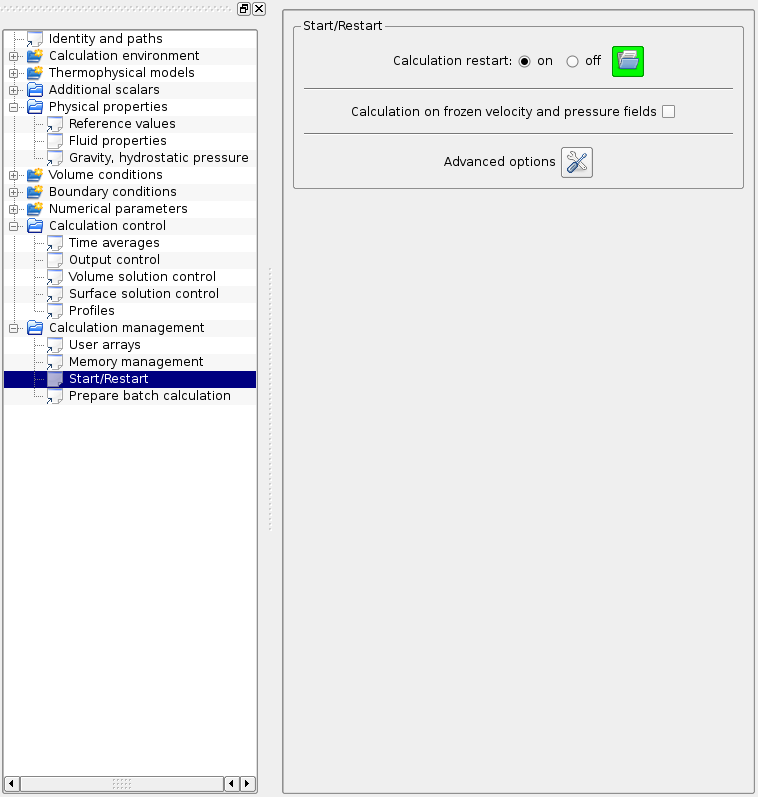 Identity and paths
Calculation environment
Thermophysical models
Additional scalars
Physical properties
Reference values
Fluid properties
Gravity, hydrostatic pressure
Volume conditions
Boundary conditions
Numerical parameters
Calculation control
Time averages
Output control
Volume solution control
Surface solution control
Profiles
Calculation management
User arrays
Memory management
Start/Restart
Prepare batch calculation
Start/Restart
Calculation restart: on off
Calculation on frozen velocity and pressure fields
Advanced options